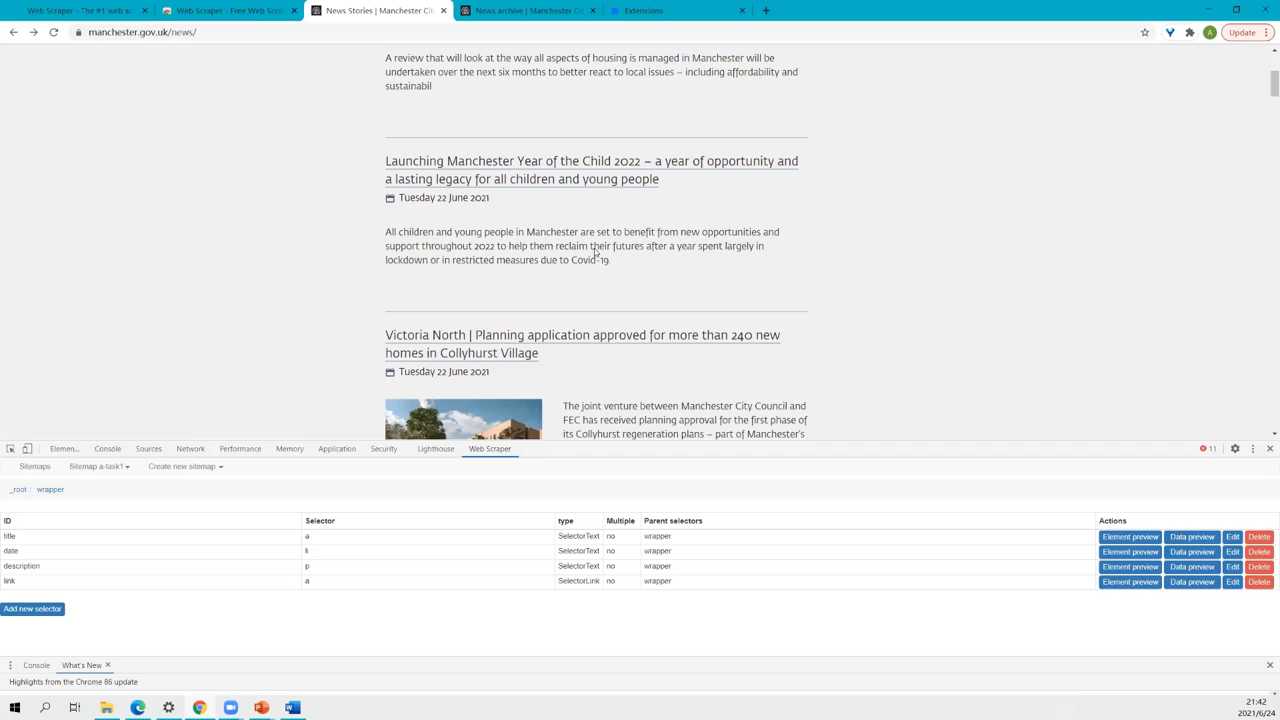 Web Scraper - The #1 web s
Web Scraper - Free Web Scra
News Stories | Manchester Cit
News archive | Manchester Cit
Extensions
manchester.gov.uk/news/
A
Update
A review that will look at the way all aspects of housing is managed in Manchester will be
undertaken over the next six months to better react to local issues – including affordability and
sustainabil
Launching Manchester Year of the Child 2022 – a year of opportunity and
a lasting legacy for all children and young people
Tuesday 22 June 2021
All children and young people in Manchester are set to benefit from new opportunities and
support throughout 2022 to help them reclaim their futures after a year spent largely in
lockdown or in restricted measures due to Covid-19.
Victoria North | Planning application approved for more than 240 new
homes in Collyhurst Village
Tuesday 22 June 2021
The joint venture between Manchester City Council and
FEC has received planning approval for the first phase of
its Collyhurst regeneration plans – part of Manchester's
Elemen... Console Sources Network Performance Memory Application Security Lighthouse Web Scraper 11
Sitemaps Sitemap a-task1 Create new sitemap
_root / wrapper
ID Selector type Multiple Parent selectors Actions
title a SelectorText no wrapper Element preview Data preview Edit Delete
date li SelectorText no wrapper Element preview Data preview Edit Delete
description p SelectorText no wrapper Element preview Data preview Edit Delete
link a SelectorLink no wrapper Element preview Data preview Edit Delete
Add new selector
Console What's New
Highlights from the Chrome 86 update
21:42
2021/6/24